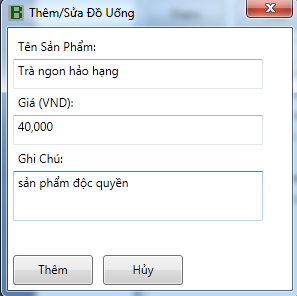 Thêm/Sửa Đồ Uống
Tên Sản Phẩm:
Trà ngon hảo hạng
Giá (VND):
40,000
Ghi Chú:
sản phẩm độc quyền
Thêm
Hủy